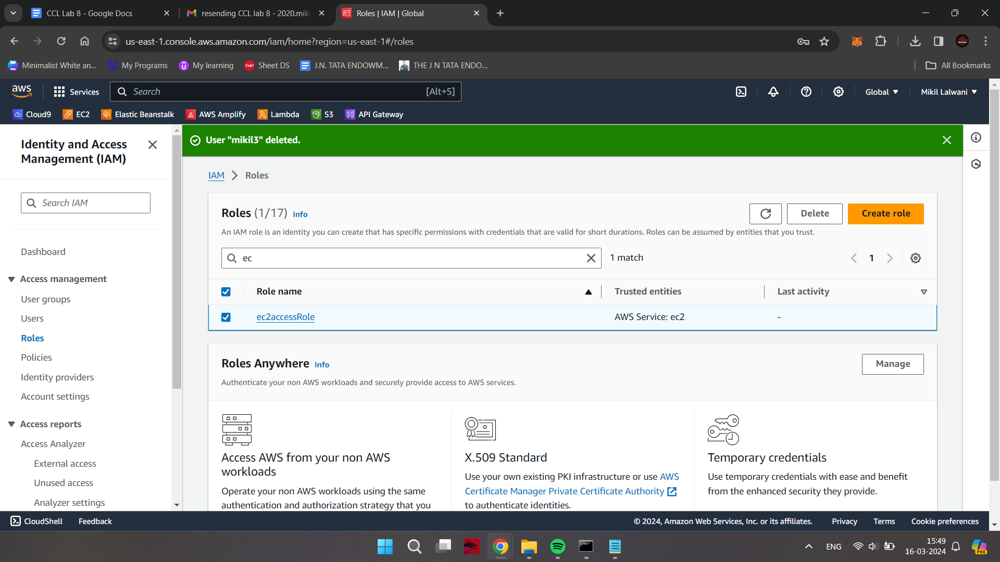 CCL Lab 8 - Google Docs
resending CCL lab 8 - 2020.miki
Roles | IAM | Global
us-east-1.console.aws.amazon.com/iam/home?region=us-east-1#/roles
Minimalist White an...
My Programs
My learning
TUF
Sheet DS
J.N. TATA ENDOWM...
THE J N TATA ENDO...
All Bookmarks
aws
Services
Search
[Alt+S]
Global
Mikil Lalwani
Cloud9
EC2
Elastic Beanstalk
AWS Amplify
Lambda
S3
API Gateway
Identity and Access
Management (IAM)
Search IAM
Dashboard
Access management
User groups
Users
Roles
Policies
Identity providers
Account settings
Access reports
Access Analyzer
External access
Unused access
Analyzer settings
User "mikil3" deleted.
IAM
Roles
Roles (1/17) Info
Delete
Create role
An IAM role is an identity you can create that has specific permissions with credentials that are valid for short durations. Roles can be assumed by entities that you trust.
ec
1 match
1
Role name
Trusted entities
Last activity
ec2accessRole
AWS Service: ec2
-
Roles Anywhere Info
Manage
Authenticate your non AWS workloads and securely provide access to AWS services.
Access AWS from your non AWS
workloads
Operate your non AWS workloads using the same
authentication and authorization strategy that you
X.509 Standard
Use your own existing PKI infrastructure or use AWS
Certificate Manager Private Certificate Authority
to authenticate identities.
Temporary credentials
Use temporary credentials with ease and benefit
from the enhanced security they provide.
CloudShell
Feedback
© 2024, Amazon Web Services, Inc. or its affiliates.
Privacy
Terms
Cookie preferences
ENG
15:49
16-03-2024
PRE